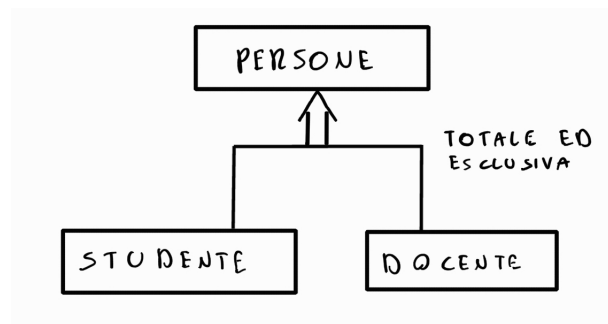 PERSONE
TOTALE ED
ESCLUSIVA
STUDENTE
DOCENTE